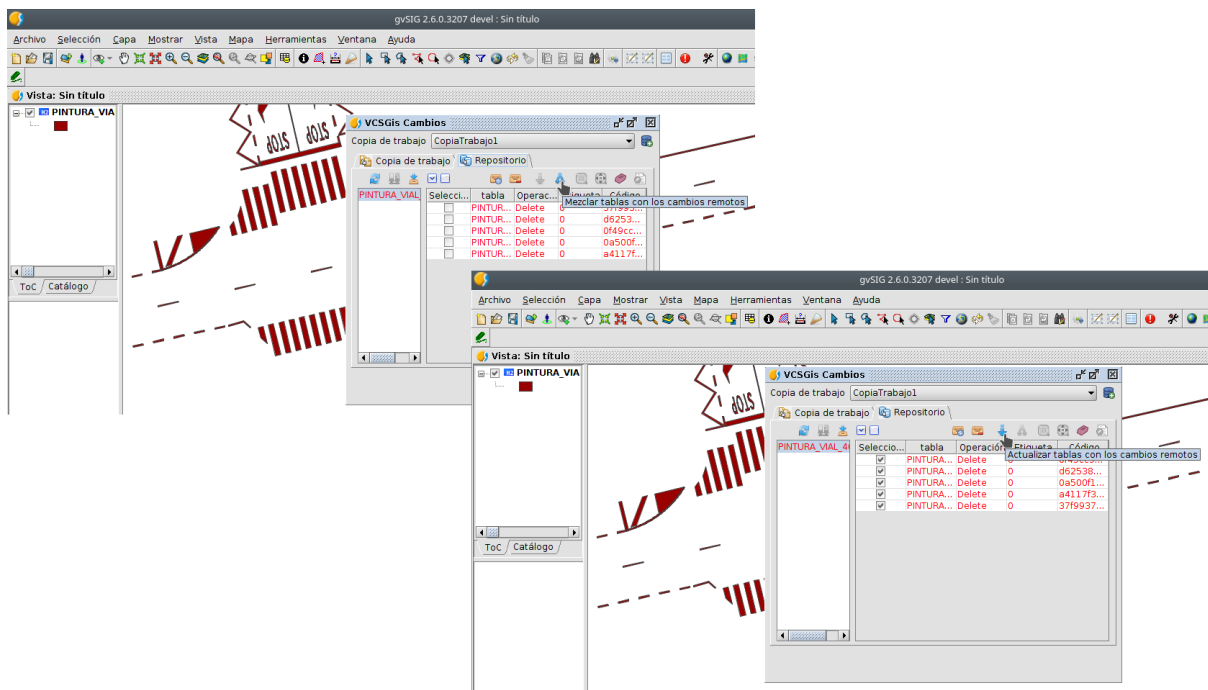 gvSIG 2.6.0.3207 devel : Sin título
Archivo Selección Capa Mostrar Vista Mapa Herramientas Ventana Ayuda
Vista: Sin título
PINTURA_VIA
STOP STOP
VCSGis Cambios
Copia de trabajo CopiaTrabajo1
Copia de trabajo Repositorio
PINTURA_VIAL_
Selecci... tabla Operac... Etiqueta Código
Mezclar tablas con los cambios remotos
PINTUR... Delete 0 37f993...
PINTUR... Delete 0 d6253...
PINTUR... Delete 0 0f49cc...
PINTUR... Delete 0 0a500f...
PINTUR... Delete 0 a4117f...
ToC Catálogo
gvSIG 2.6.0.3207 devel : Sin título
Archivo Selección Capa Mostrar Vista Mapa Herramientas Ventana Ayuda
Vista: Sin título
PINTURA_VIA
STOP
VCSGis Cambios
Copia de trabajo CopiaTrabajo1
Copia de trabajo Repositorio
PINTURA_VIAL_40
Seleccio... tabla Operación Etiqueta Código
Actualizar tablas con los cambios remotos
PINTURA... Delete 0
PINTURA... Delete 0 d62538...
PINTURA... Delete 0 0a500f1...
PINTURA... Delete 0 a4117f3...
PINTURA... Delete 0 37f9937...
ToC Catálogo